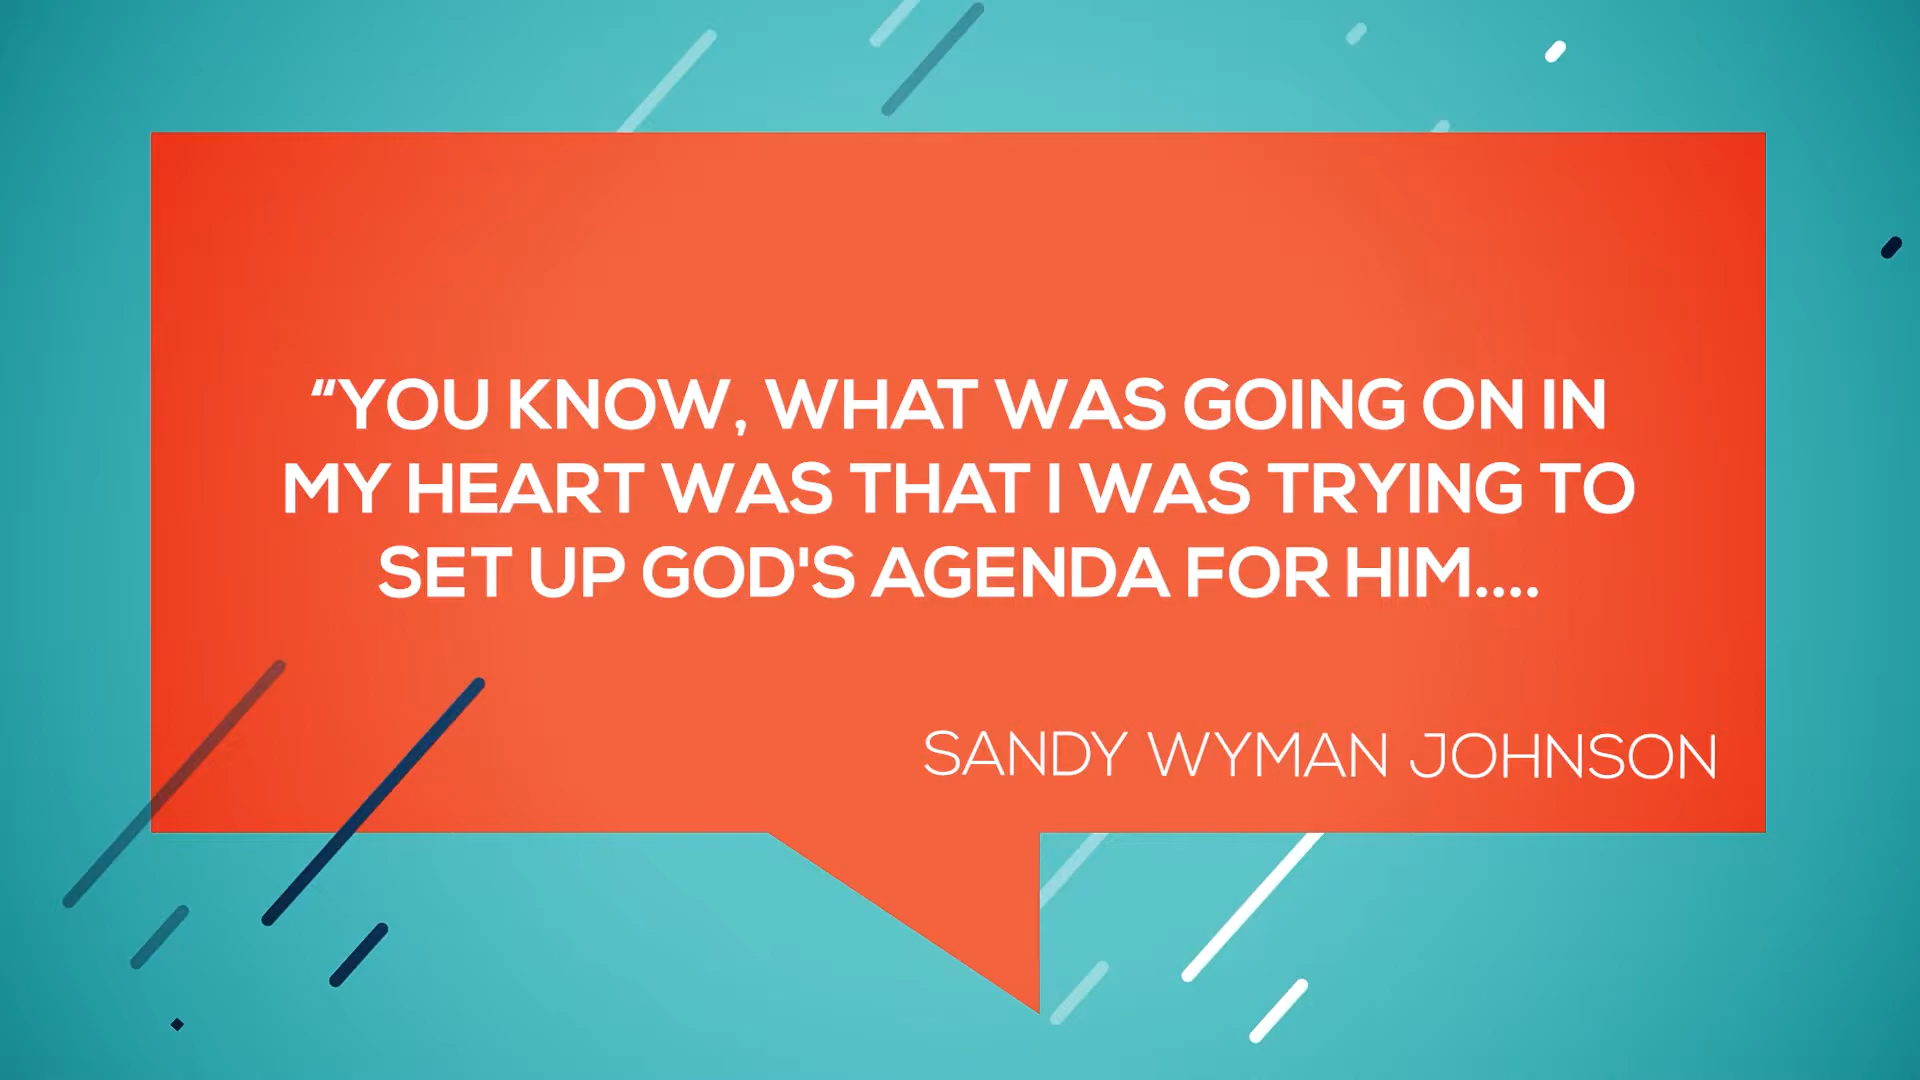 “YOU KNOW, WHAT WAS GOING ON IN
MY HEART WAS THAT I WAS TRYING TO
SET UP GOD'S AGENDA FOR HIM....
SANDY WYMAN JOHNSON